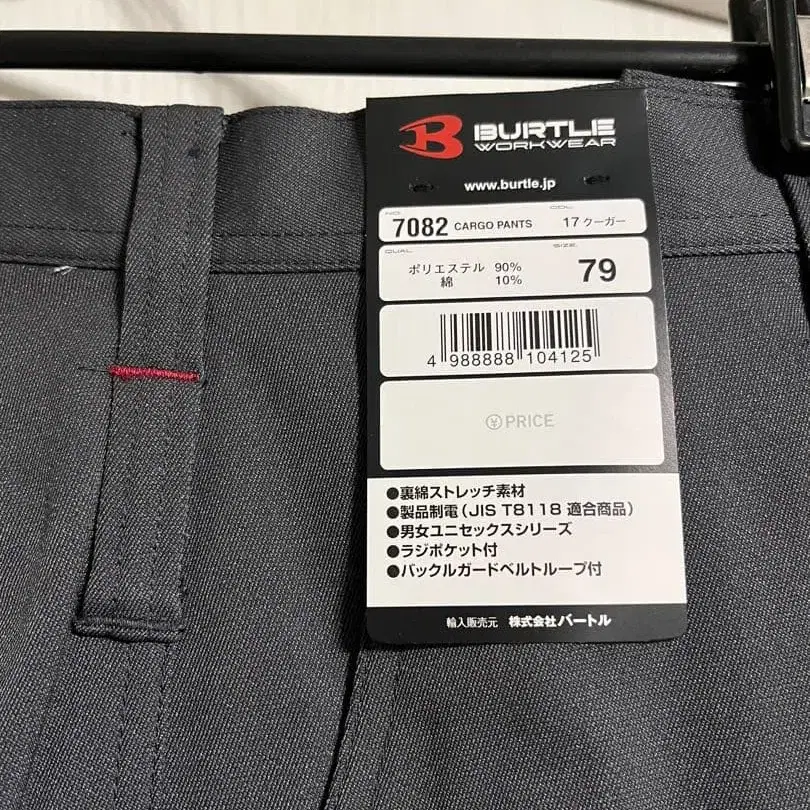 BURTLE
WORKWEAR
www.burtle.jp
NO. COL.
7082 CARGO PANTS 17 クーガー
QUAL. SIZE.
ポリエステル 90% 79
綿 10%
4 988888 104125
¥ PRICE
●裏綿ストレッチ素材
●製品制電(JIS T8118 適合商品)
●男女ユニセックスシリーズ
●ラジポケット付
●バックルガードベルトループ付
輸入販売元 株式会社バートル